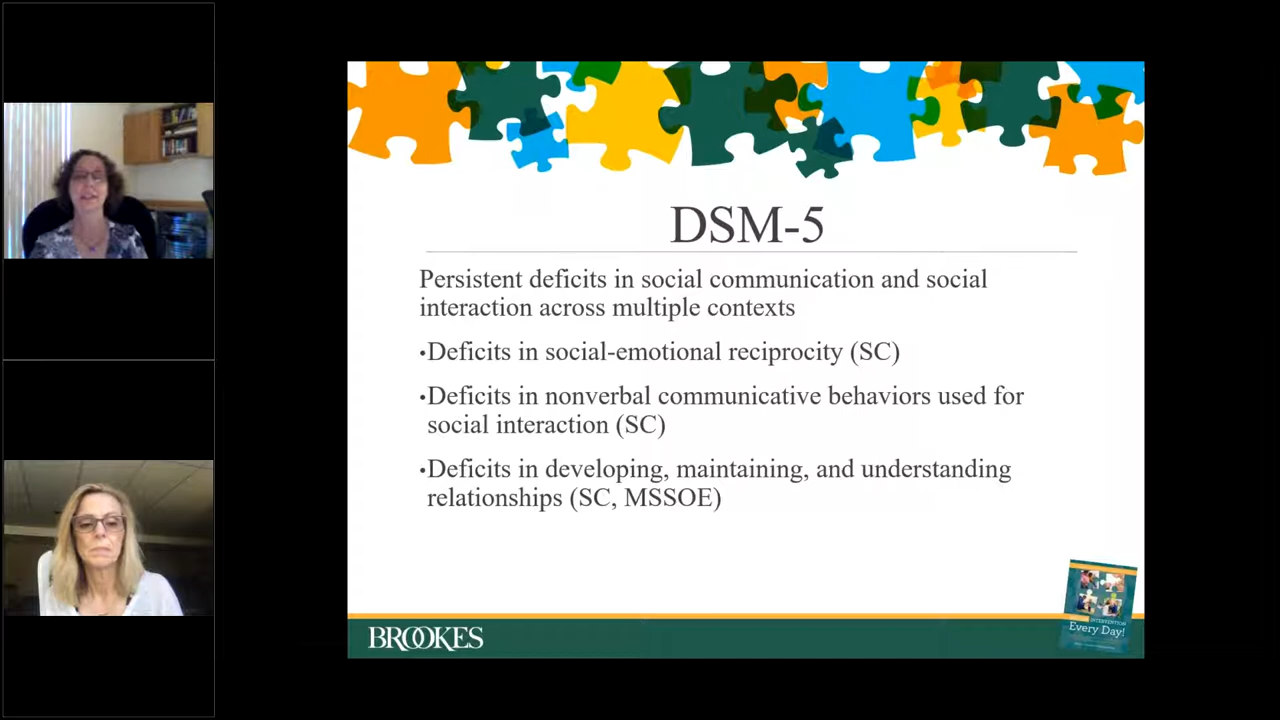 DSM-5
Persistent deficits in social communication and social
interaction across multiple contexts
•Deficits in social-emotional reciprocity (SC)
•Deficits in nonverbal communicative behaviors used for
social interaction (SC)
•Deficits in developing, maintaining, and understanding
relationships (SC, MSSOE)
BROOKES
INTERVENTION
Every Day!